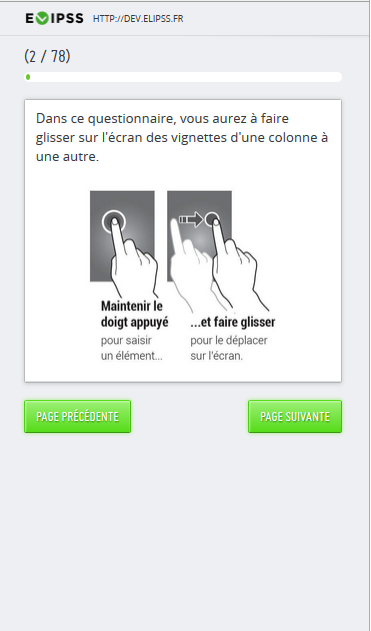 ELIPSS HTTP://DEV.ELIPSS.FR
(2 / 78)
Dans ce questionnaire, vous aurez à faire
glisser sur l'écran des vignettes d'une colonne à
une autre.
Maintenir le
doigt appuyé
pour saisir
un élément...
...et faire glisser
pour le déplacer
sur l'écran.
PAGE PRÉCÉDENTE
PAGE SUIVANTE